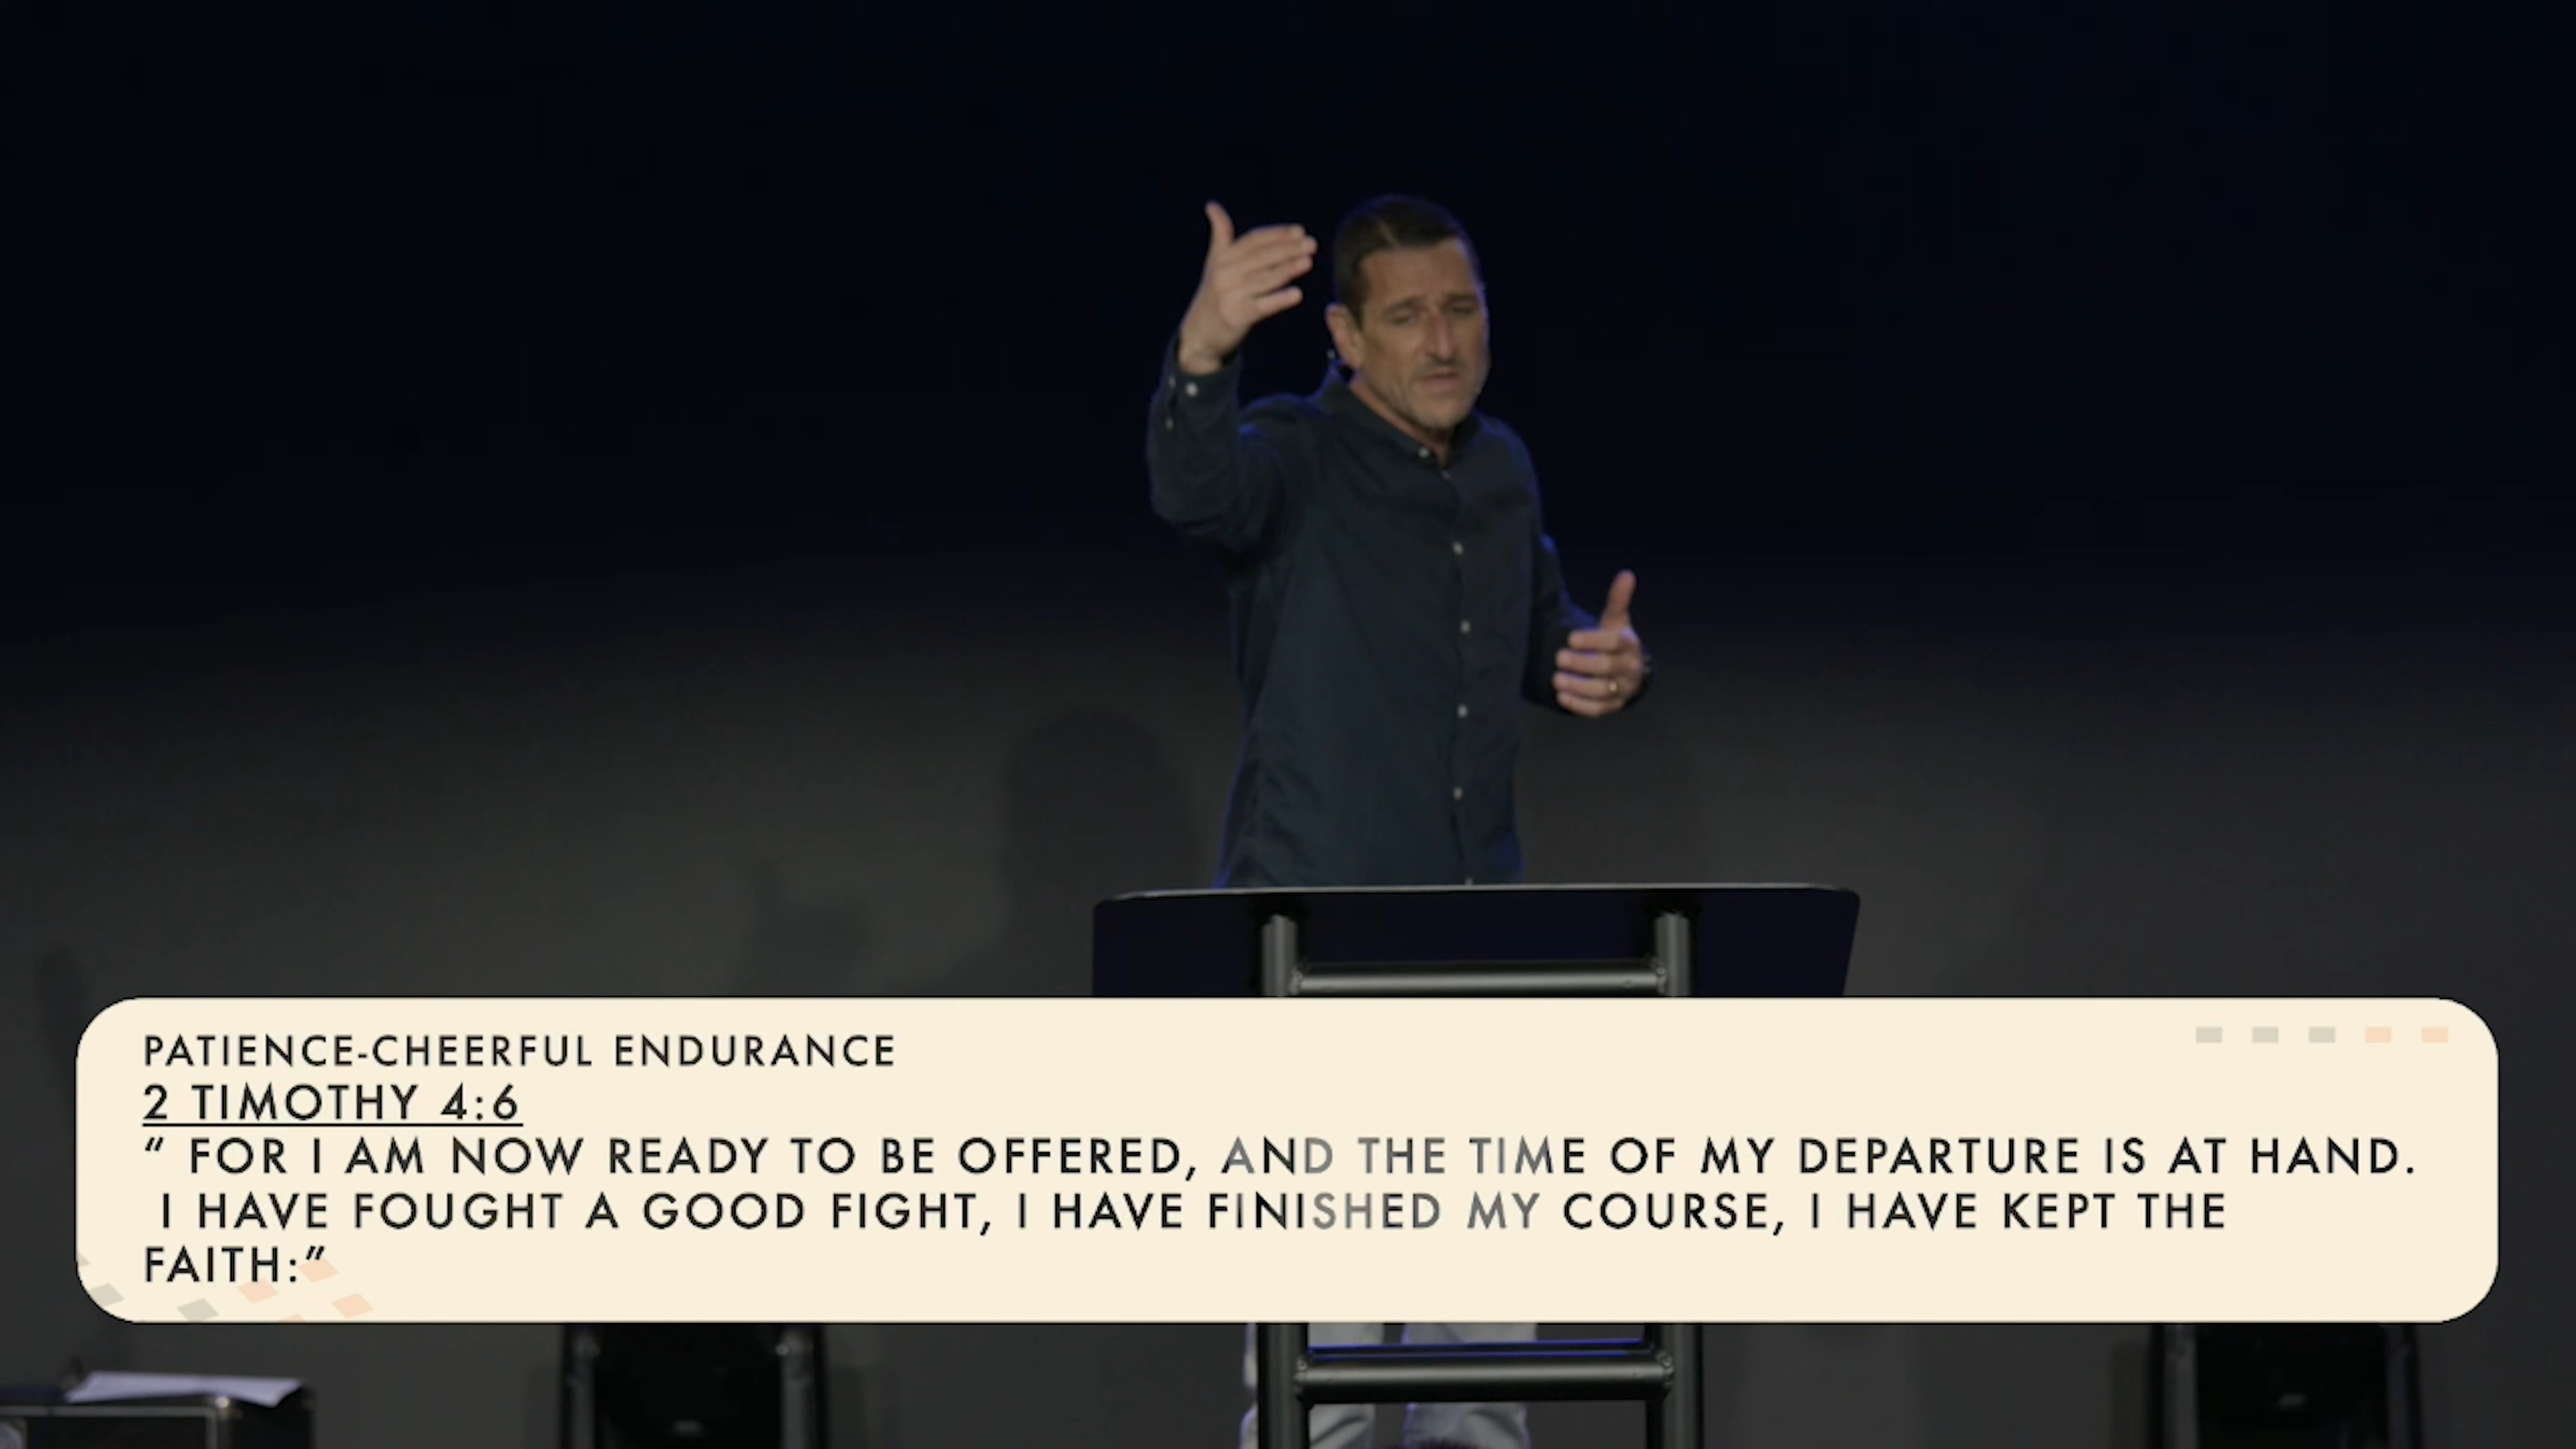 PATIENCE-CHEERFUL ENDURANCE
2 TIMOTHY 4:6
“ FOR I AM NOW READY TO BE OFFERED, AND THE TIME OF MY DEPARTURE IS AT HAND.
I HAVE FOUGHT A GOOD FIGHT, I HAVE FINISHED MY COURSE, I HAVE KEPT THE
FAITH:”